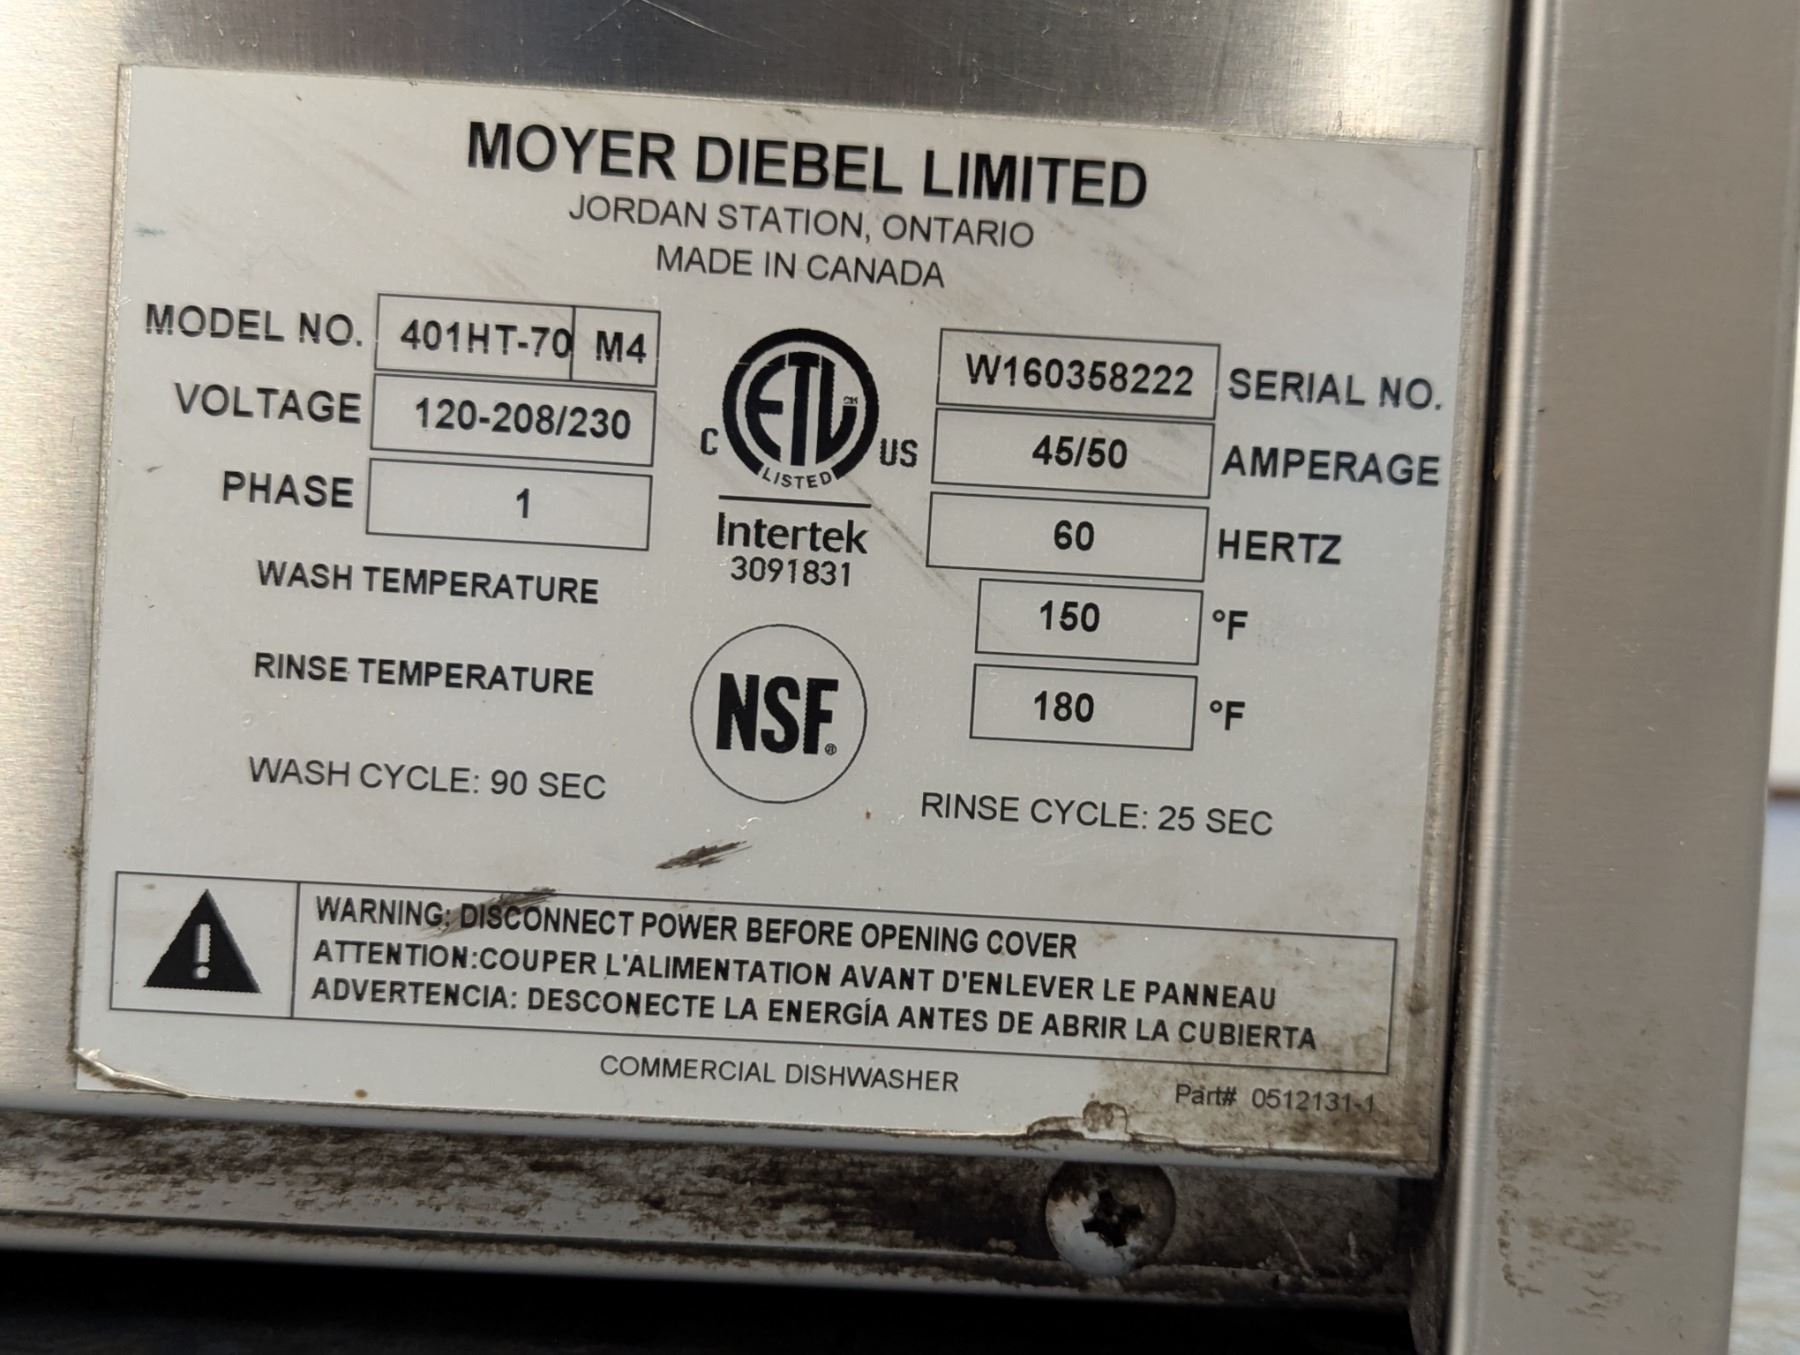 MOYER DIEBEL LIMITED
JORDAN STATION, ONTARIO
MADE IN CANADA
MODEL NO. 401HT-70 M4
W160358222 SERIAL NO.
VOLTAGE 120-208/230
45/50 AMPERAGE
PHASE 1
60 HERTZ
C ETL US
LISTED
Intertek
3091831
WASH TEMPERATURE 150 °F
RINSE TEMPERATURE 180 °F
NSF®
WASH CYCLE: 90 SEC
RINSE CYCLE: 25 SEC
WARNING: DISCONNECT POWER BEFORE OPENING COVER
ATTENTION:COUPER L'ALIMENTATION AVANT D'ENLEVER LE PANNEAU
ADVERTENCIA: DESCONECTE LA ENERGÍA ANTES DE ABRIR LA CUBIERTA
COMMERCIAL DISHWASHER
Part# 0512131-1